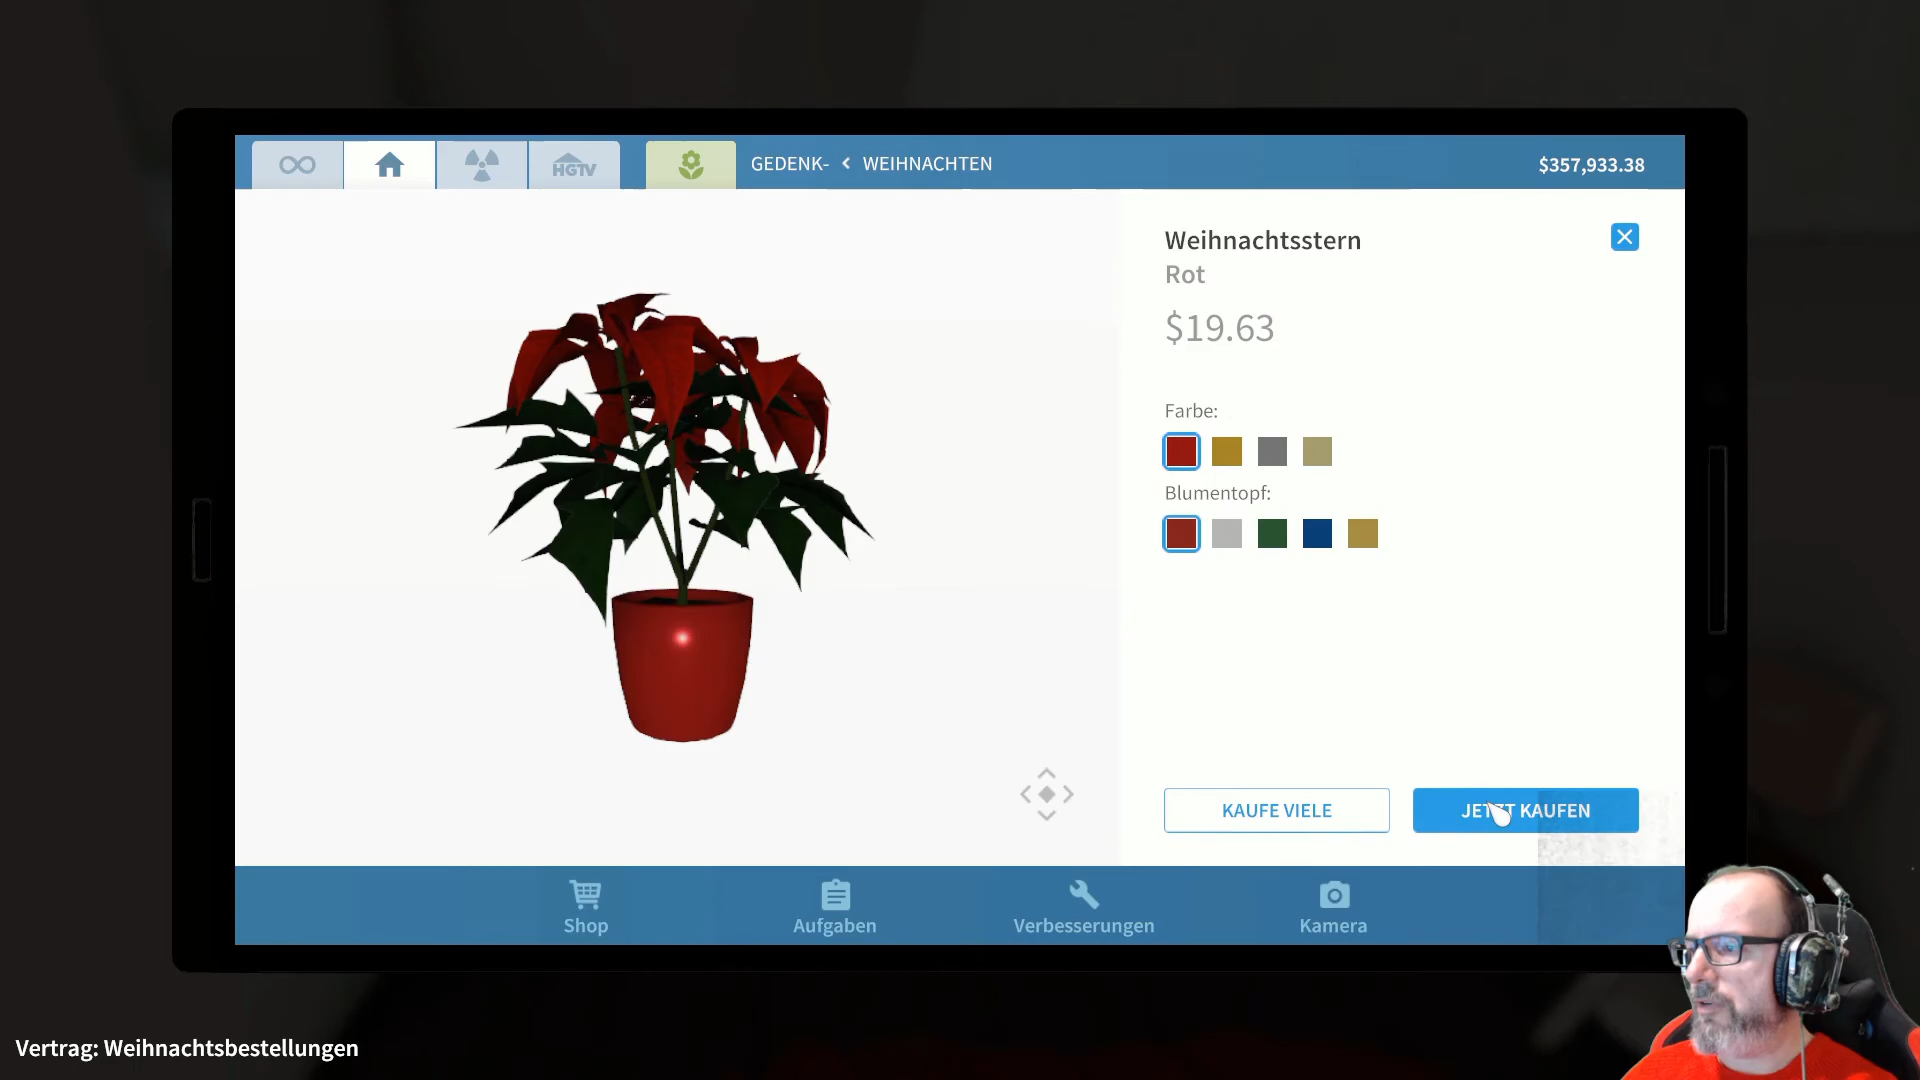 HGTV
GEDENK- < WEIHNACHTEN
$357,933.38
Weihnachtsstern
Rot
$19.63
Farbe:
Blumentopf:
KAUFE VIELE
JETZT KAUFEN
Shop
Aufgaben
Verbesserungen
Kamera
Vertrag: Weihnachtsbestellungen